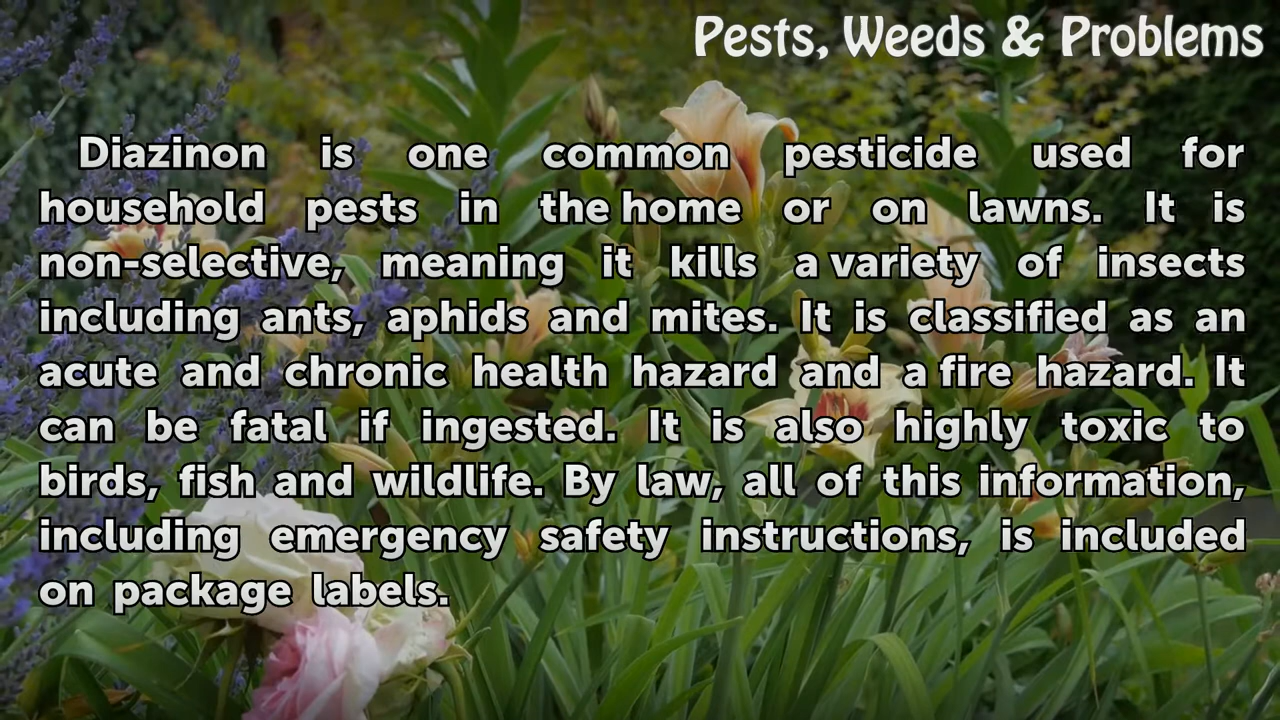 Pests, Weeds & Problems
Diazinon is one common pesticide used for
household pests in the home or on lawns. It is
non-selective, meaning it kills a variety of insects
including ants, aphids and mites. It is classified as an
acute and chronic health hazard and a fire hazard. It
can be fatal if ingested. It is also highly toxic to
birds, fish and wildlife. By law, all of this information,
including emergency safety instructions, is included
on package labels.